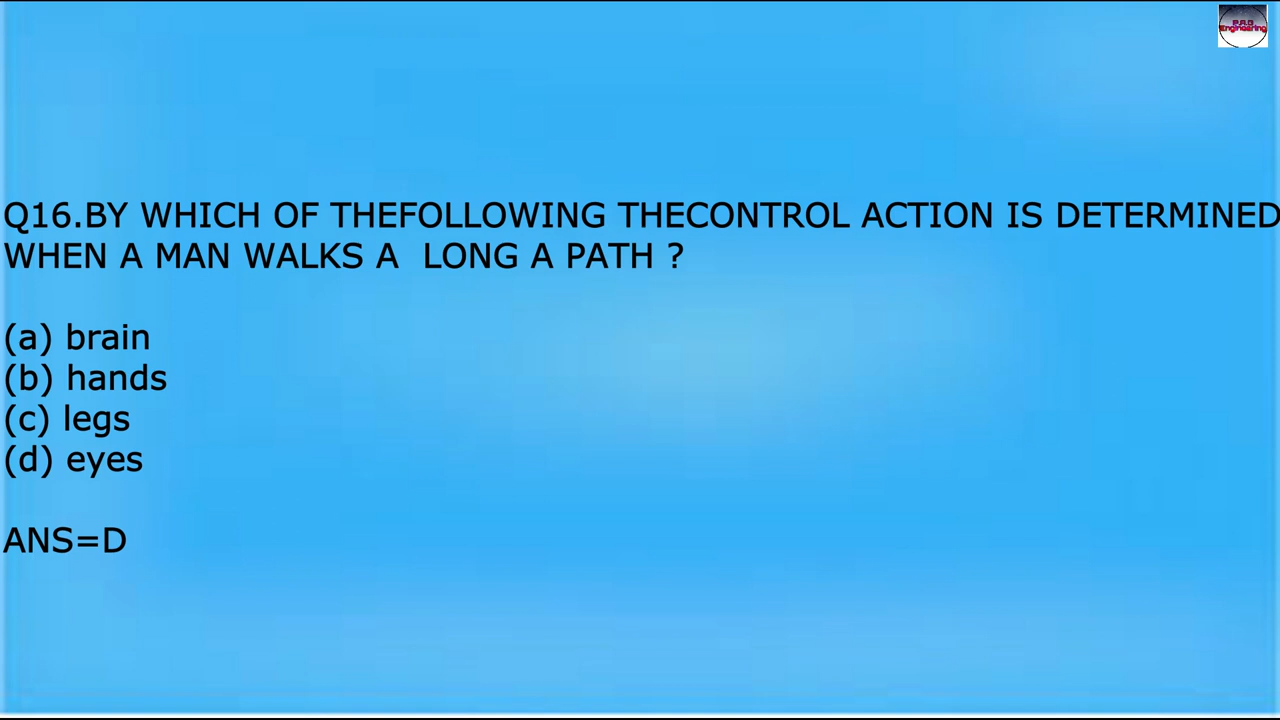 P.A.G
Engineering
Q16.BY WHICH OF THEFOLLOWING THECONTROL ACTION IS DETERMINED
WHEN A MAN WALKS A  LONG A PATH ?
(a) brain
(b) hands
(c) legs
(d) eyes
ANS=D